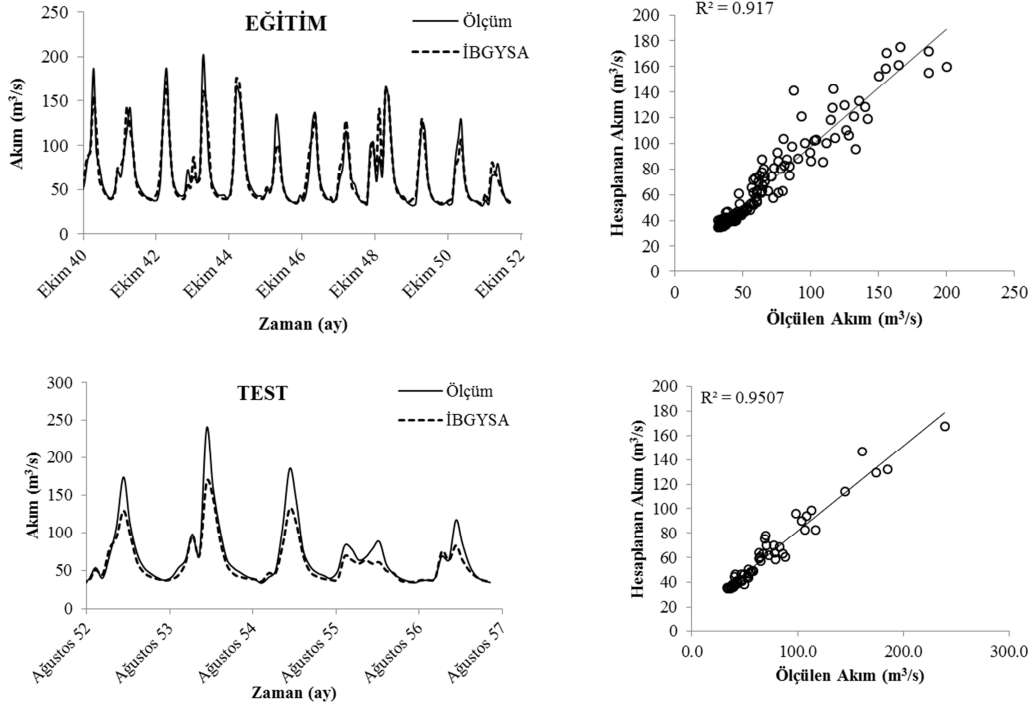 EĞİTİM
Ölçüm
İBGYSA
Akım (m³/s)
250
200
150
100
50
0
Ekim 40
Ekim 42
Ekim 44
Ekim 46
Ekim 48
Ekim 50
Ekim 52
Zaman (ay)
R² = 0.917
Hesaplanan Akım (m³/s)
200
180
160
140
120
100
80
60
40
20
0
0
50
100
150
200
250
Ölçülen Akım (m³/s)
TEST
Ölçüm
İBGYSA
Akım (m³/s)
300
250
200
150
100
50
0
Ağustos 52
Ağustos 53
Ağustos 54
Ağustos 55
Ağustos 56
Ağustos 57
Zaman (ay)
R² = 0.9507
Hesaplanan Akım (m³/s)
200
180
160
140
120
100
80
60
40
20
0
0.0
100.0
200.0
300.0
Ölçülen Akım (m³/s)